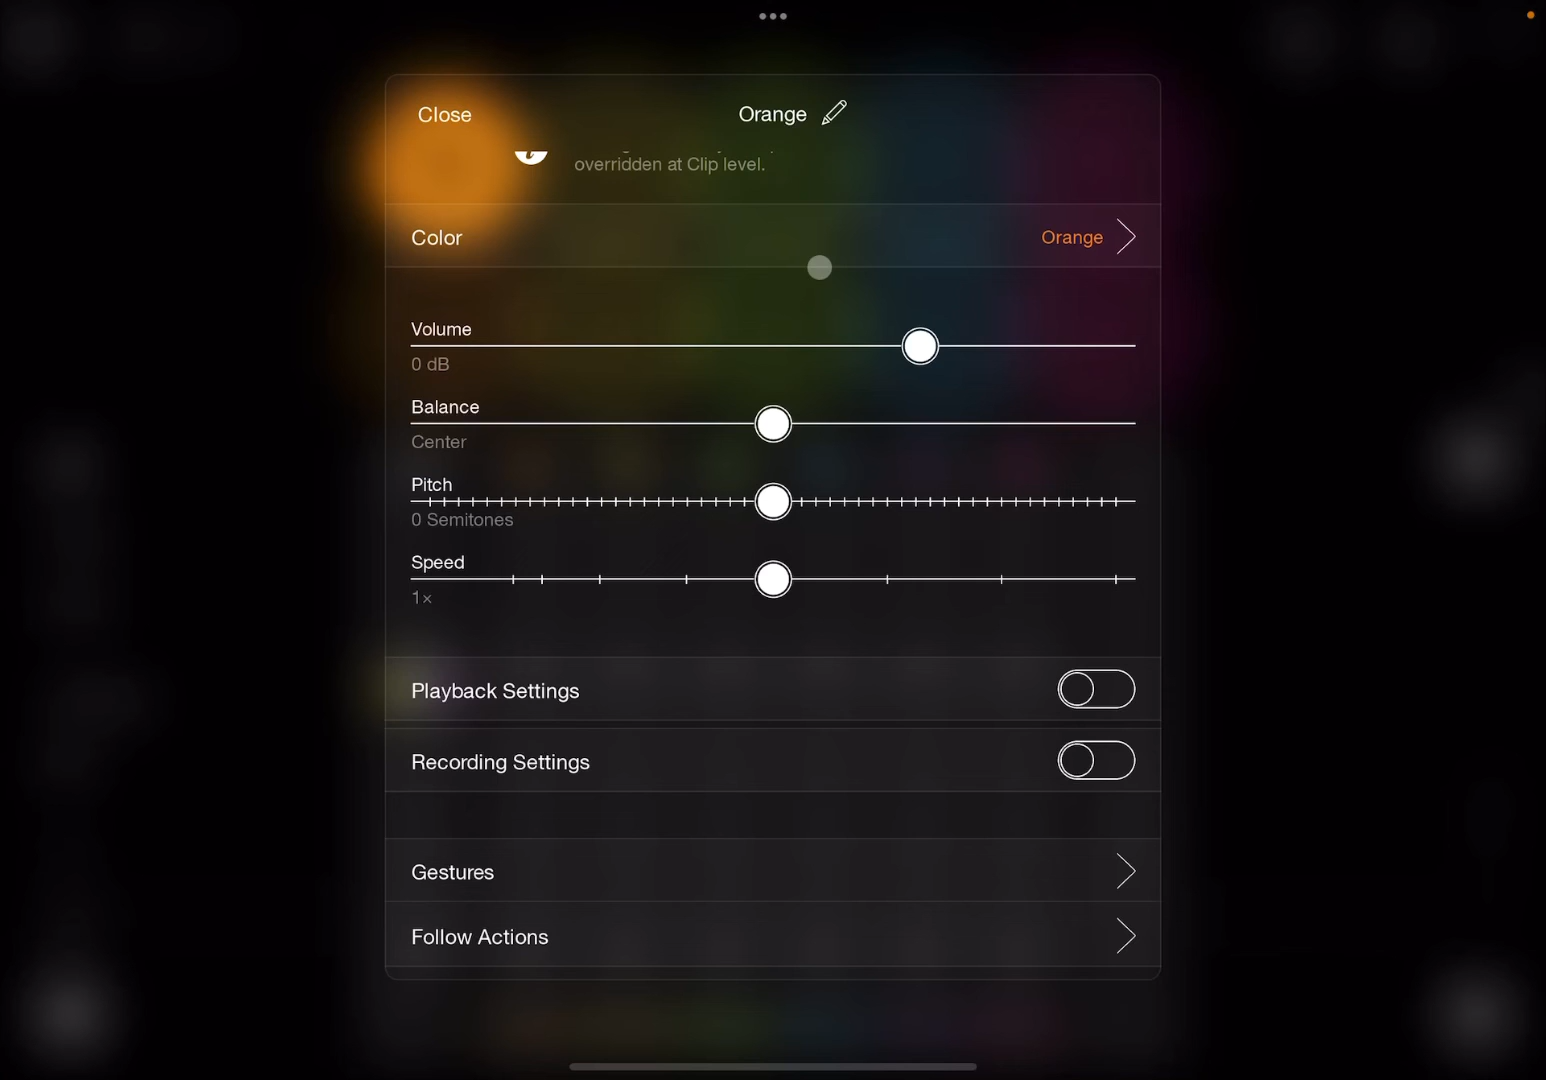 Close
Orange
overridden at Clip level.
Color
Orange
Volume
0 dB
Balance
Center
Pitch
0 Semitones
Speed
1×
Playback Settings
Recording Settings
Gestures
Follow Actions